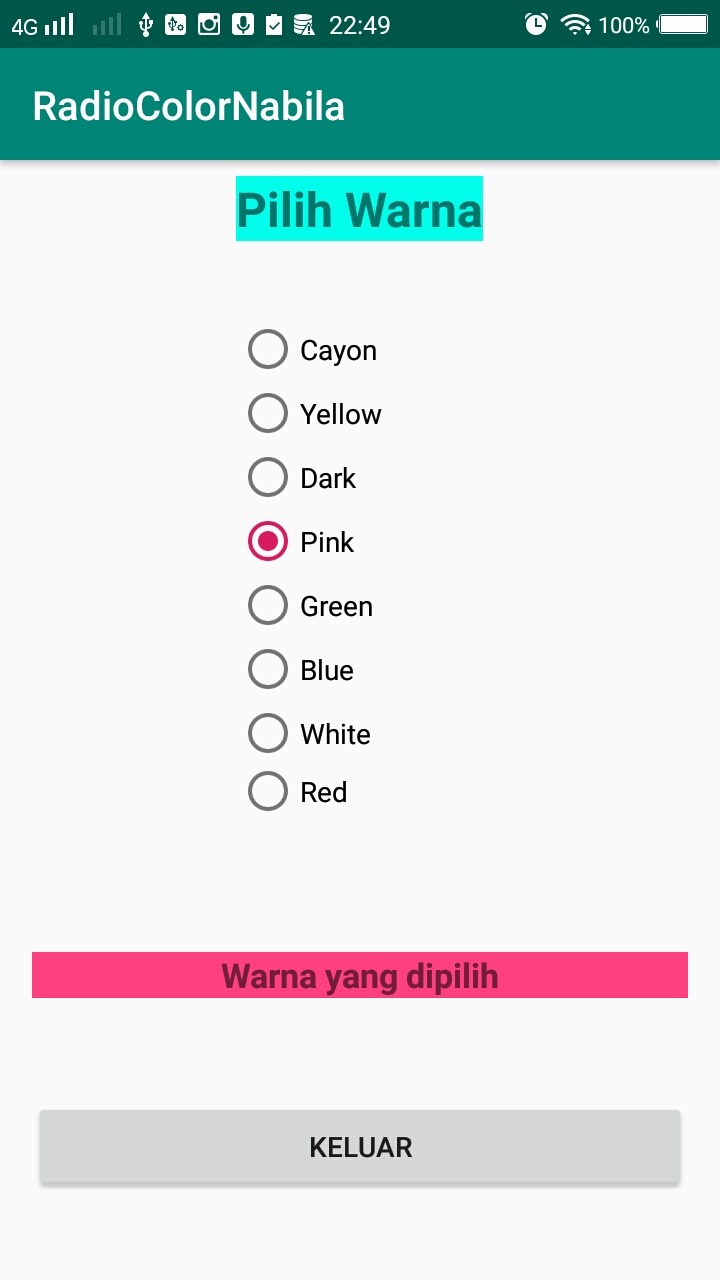 4G 22:49 100%
RadioColorNabila
Pilih Warna
Cayon
Yellow
Dark
Pink
Green
Blue
White
Red
Warna yang dipilih
KELUAR